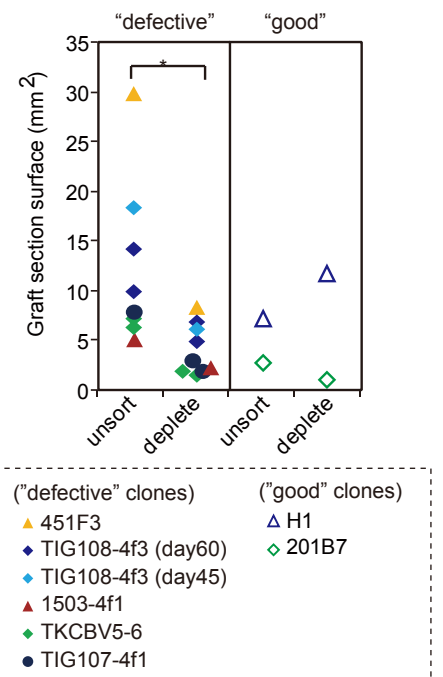 “defective” “good”
Graft section surface (mm²)
35
30
25
20
15
10
5
0
*
unsort deplete unsort deplete
("defective” clones) ("good” clones)
451F3 H1
TIG108-4f3 (day60) 201B7
TIG108-4f3 (day45)
1503-4f1
TKCBV5-6
TIG107-4f1